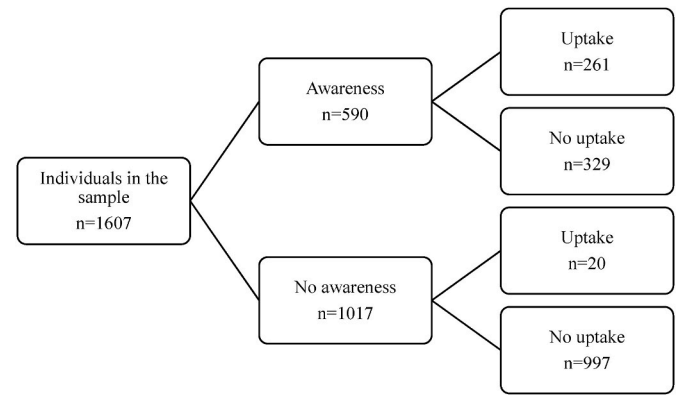 Individuals in the
sample
n=1607
Awareness
n=590
No awareness
n=1017
Uptake
n=261
No uptake
n=329
Uptake
n=20
No uptake
n=997